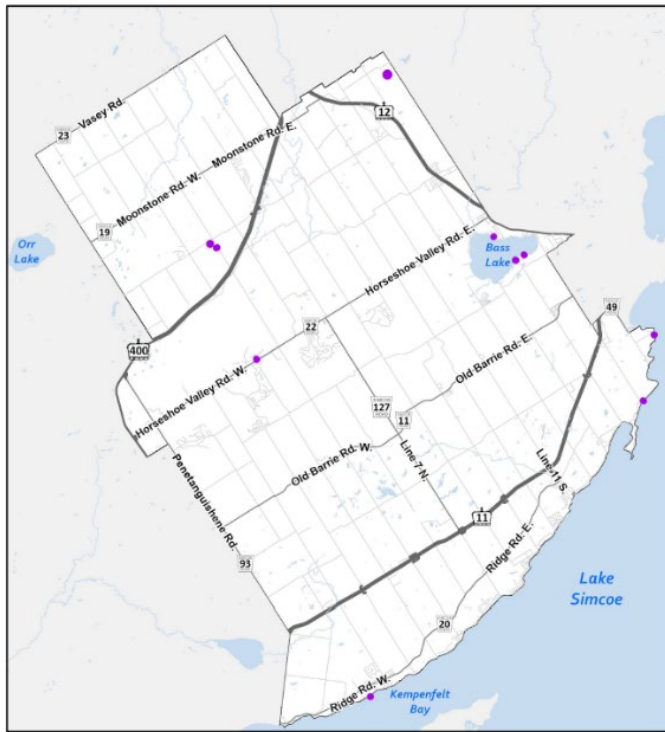 Vasey Rd.
23
12
Moonstone Rd. W.
Moonstone Rd. E.
19
Orr
Lake
Bass
Lake
Horseshoe Valley Rd. E.
22
49
400
Horseshoe Valley Rd. W.
Old Barrie Rd. E.
127
11
Old Barrie Rd. W.
Line 7 N.
Line 11 S.
Penetanguishene Rd.
11
93
Ridge Rd. E.
Lake
Simcoe
20
Ridge Rd. W.
Kempenfelt
Bay